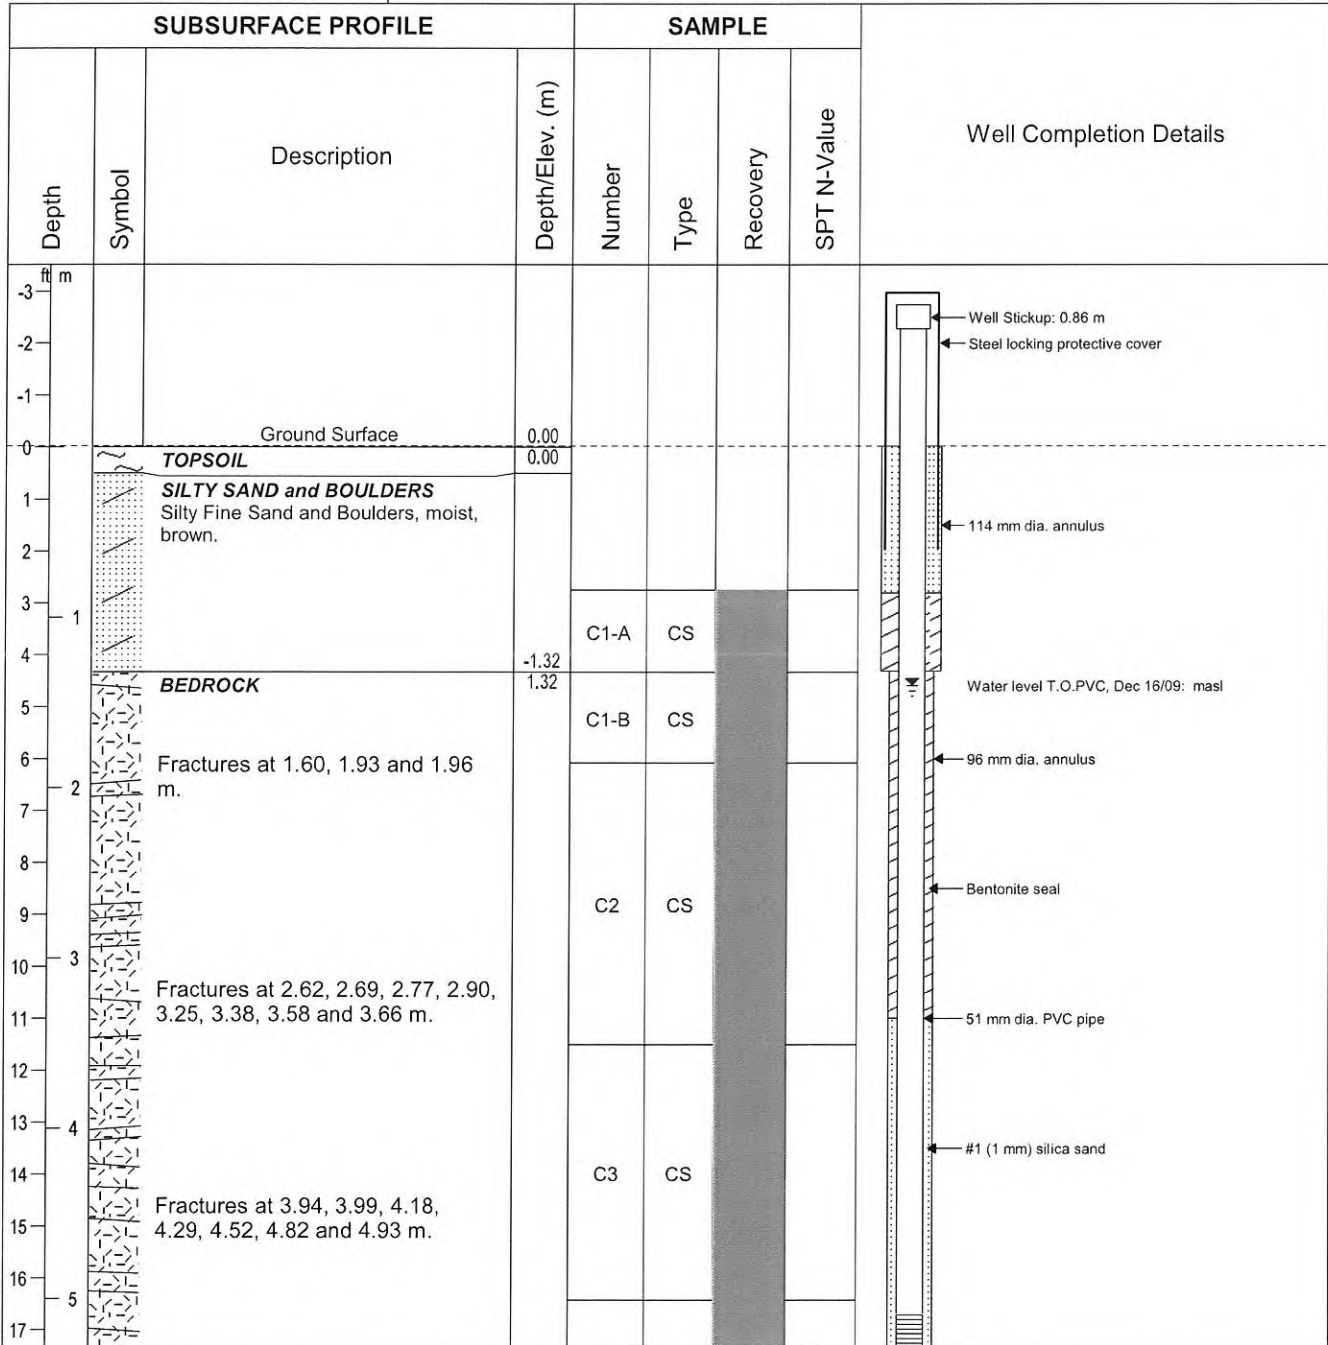 SUBSURFACE PROFILE
SAMPLE
Depth
Symbol
Description
Depth/Elev. (m)
Number
Type
Recovery
SPT N-Value
Well Completion Details
ft m
-3
-2
-1
0
1
2
3
4
5
6
7
8
9
10
11
12
13
14
15
16
17
1
2
3
4
5
Ground Surface
0.00
TOPSOIL
0.00
SILTY SAND and BOULDERS
Silty Fine Sand and Boulders, moist,
brown.
-1.32
BEDROCK
1.32
Fractures at 1.60, 1.93 and 1.96
m.
Fractures at 2.62, 2.69, 2.77, 2.90,
3.25, 3.38, 3.58 and 3.66 m.
Fractures at 3.94, 3.99, 4.18,
4.29, 4.52, 4.82 and 4.93 m.
C1-A CS
C1-B CS
C2 CS
C3 CS
Well Stickup: 0.86 m
Steel locking protective cover
114 mm dia. annulus
Water level T.O.PVC, Dec 16/09: masl
96 mm dia. annulus
Bentonite seal
51 mm dia. PVC pipe
#1 (1 mm) silica sand